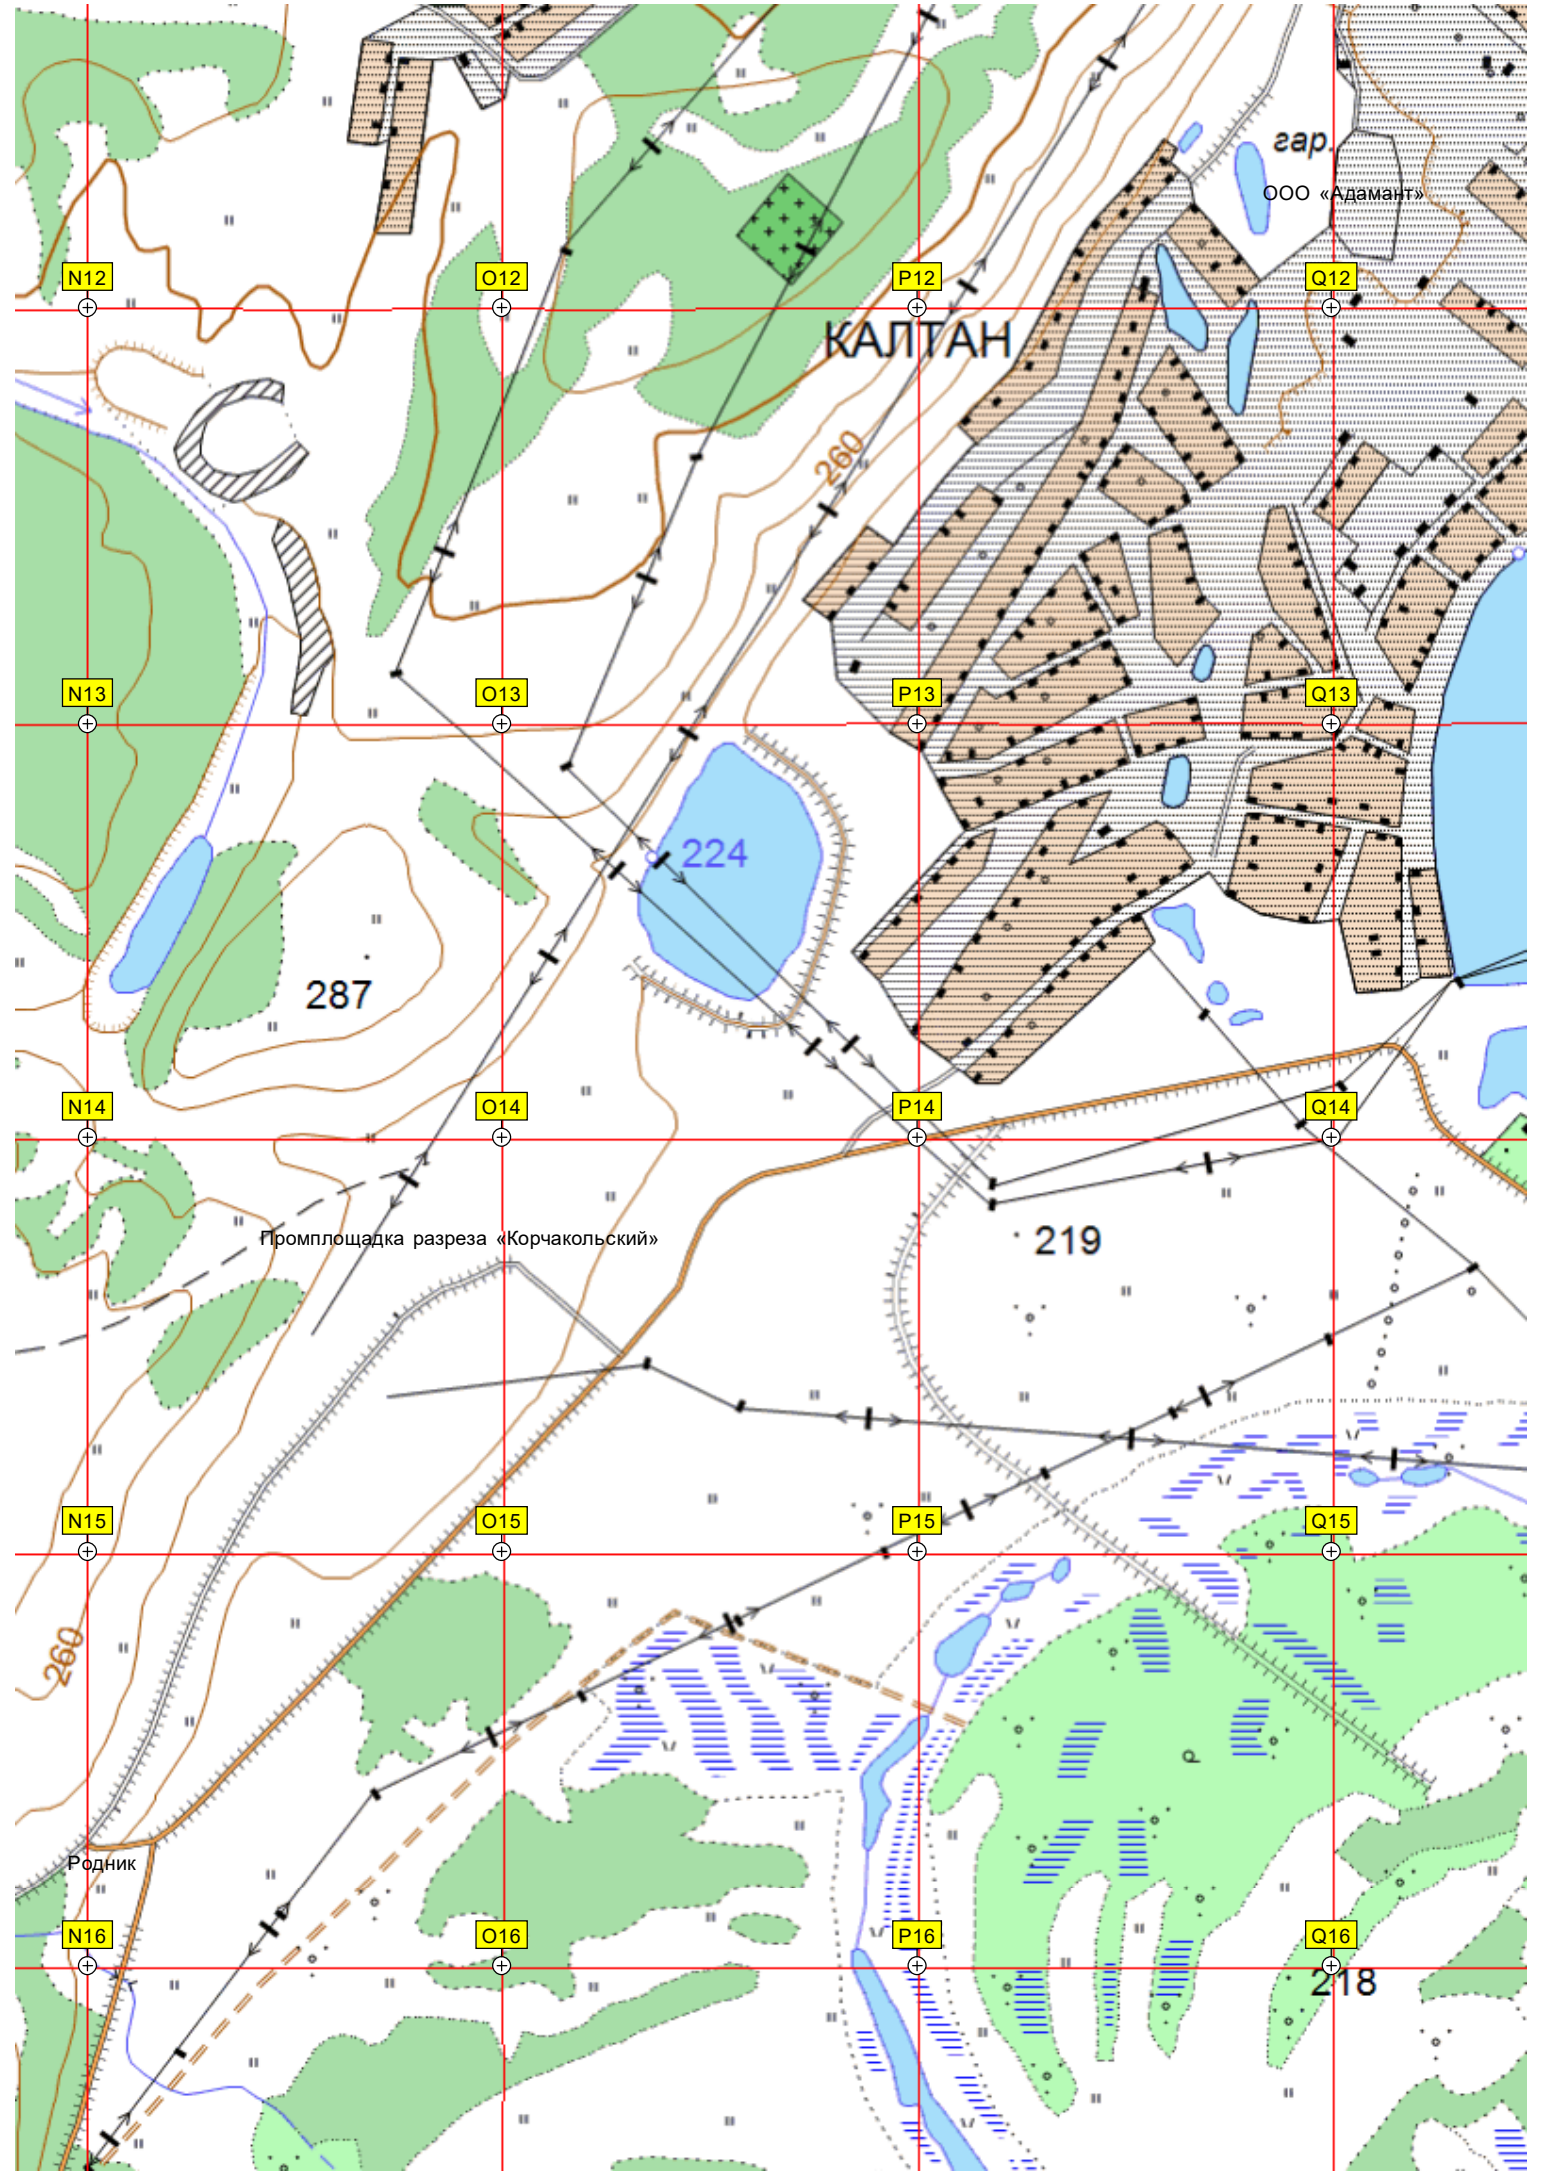 гар.
ООО «Адамант»
N12
O12
P12
Q12
КАЛТАН
260
N13
O13
P13
Q13
224
287
N14
O14
P14
Q14
Промплощадка разреза «Корчакольский»
219
N15
O15
P15
Q15
260
Родник
N16
O16
P16
Q16
218